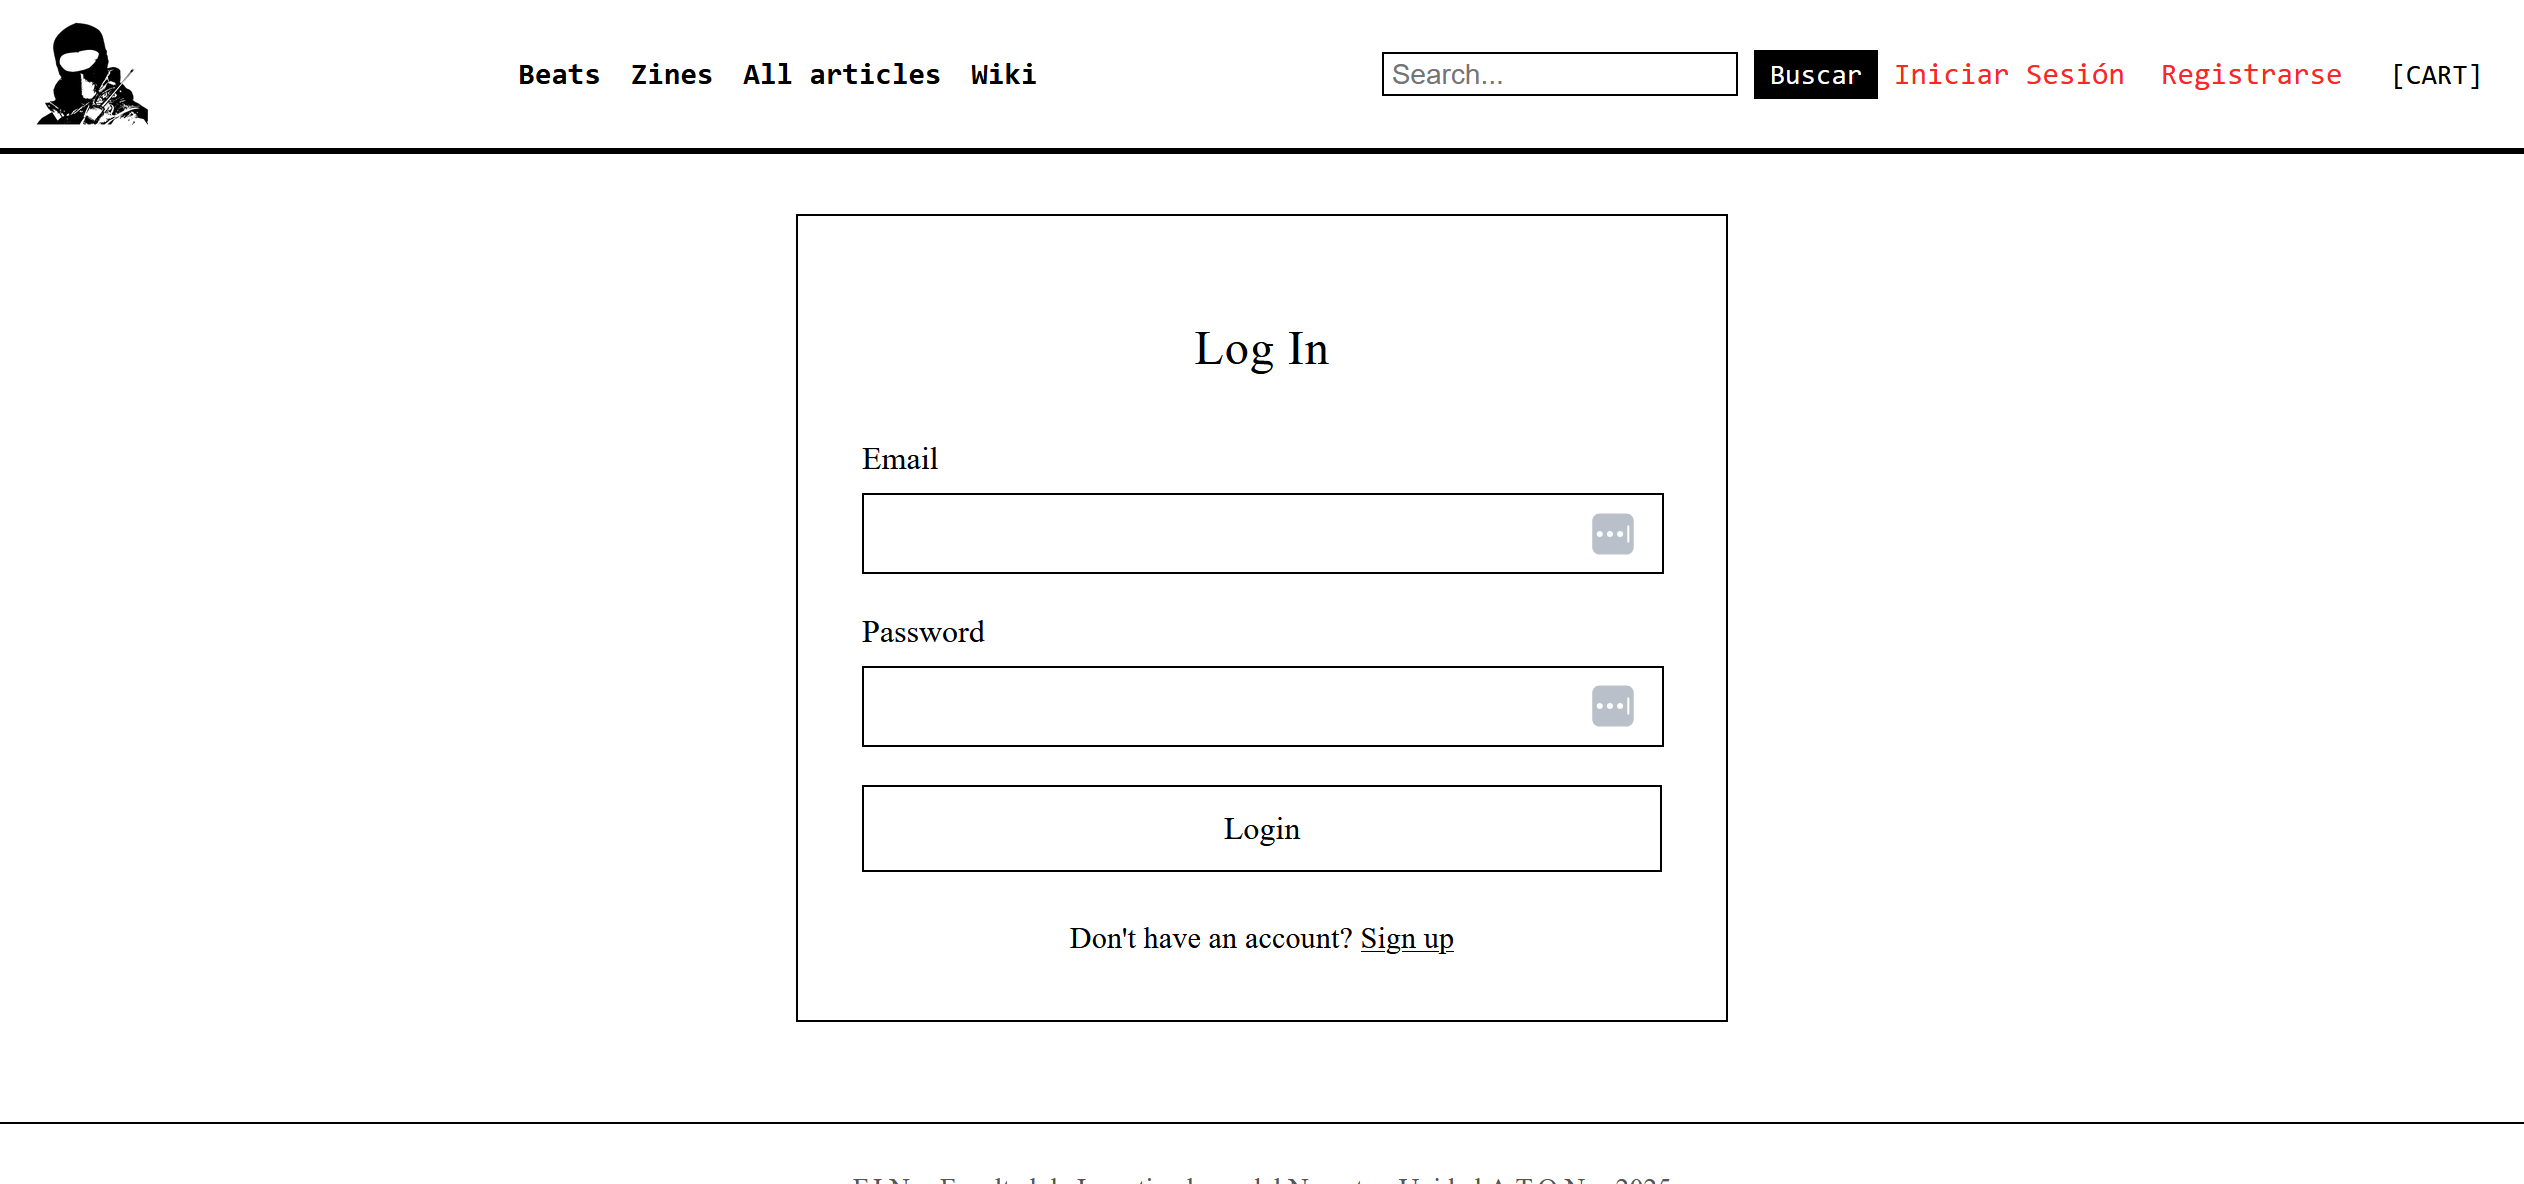 Beats Zines All articles Wiki Search... Buscar Iniciar Sesión Registrarse [CART]
Log In
Email
Password
Login
Don't have an account? Sign up
2025